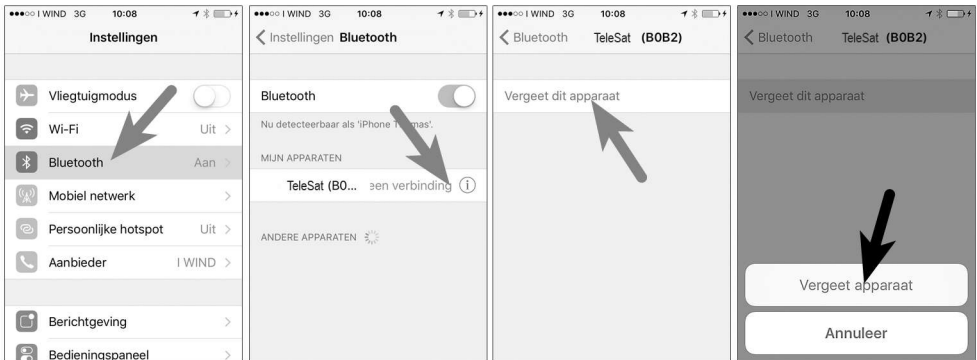 I WIND 3G 10:08
Instellingen
Vliegtuigmodus
Wi-Fi Uit
Bluetooth Aan
Mobiel netwerk
Persoonlijke hotspot Uit
Aanbieder I WIND
Berichtgeving
Bedieningspaneel
I WIND 3G 10:08
Instellingen Bluetooth
Bluetooth
Nu detecteerbaar als 'iPhone
MIJN APPARATEN
TeleSat (B0... een verbinding
ANDERE APPARATEN
I WIND 3G 10:08
Bluetooth TeleSat (B0B2)
Vergeet dit apparaat
I WIND 3G 10:08
Bluetooth TeleSat (B0B2)
Vergeet dit apparaat
Vergeet apparaat
Annuleer